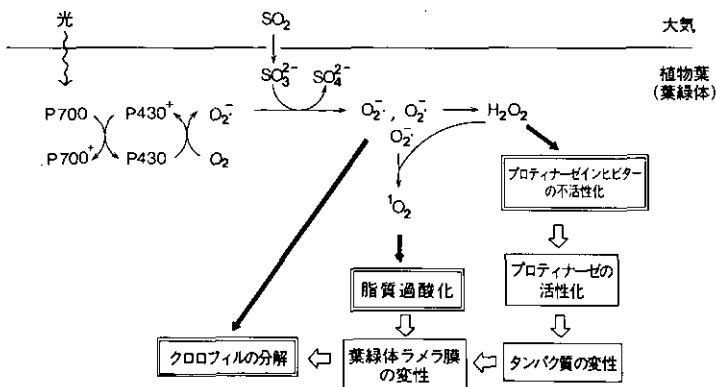 光
SO₂
大気
SO₃²⁻ SO₄²⁻
植物葉
(葉緑体)
P700 P430⁺ O₂⁻· O₂⁻· , O₂⁻· H₂O₂
O₂⁻·
P700⁺ P430 O₂
プロティナーゼインヒビター
の不活性化
¹O₂
脂質過酸化
プロティナーゼの
活性化
クロロフィルの分解
葉緑体ラメラ膜
の変性
タンパク質の変性